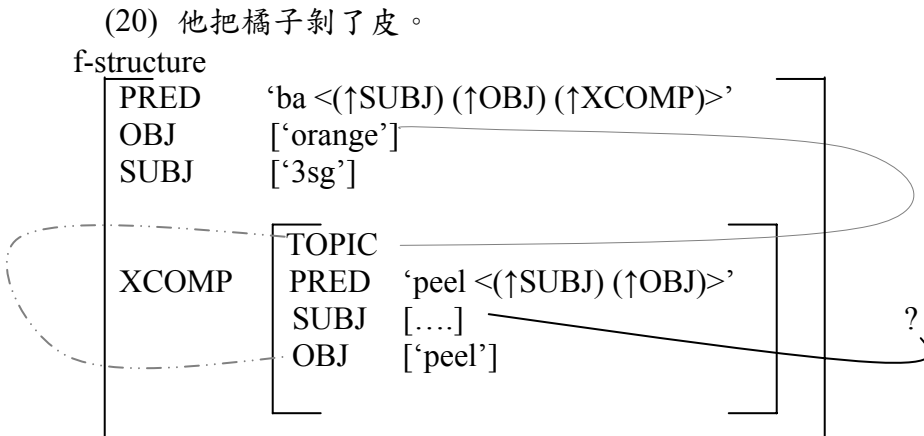 (20) 他把橘子剝了皮。
f-structure
PRED ‘ba <(↑SUBJ) (↑OBJ) (↑XCOMP)>’
OBJ [‘orange’]
SUBJ [‘3sg’]
TOPIC
XCOMP PRED ‘peel <(↑SUBJ) (↑OBJ)>’
SUBJ [….] ?
OBJ [‘peel’]